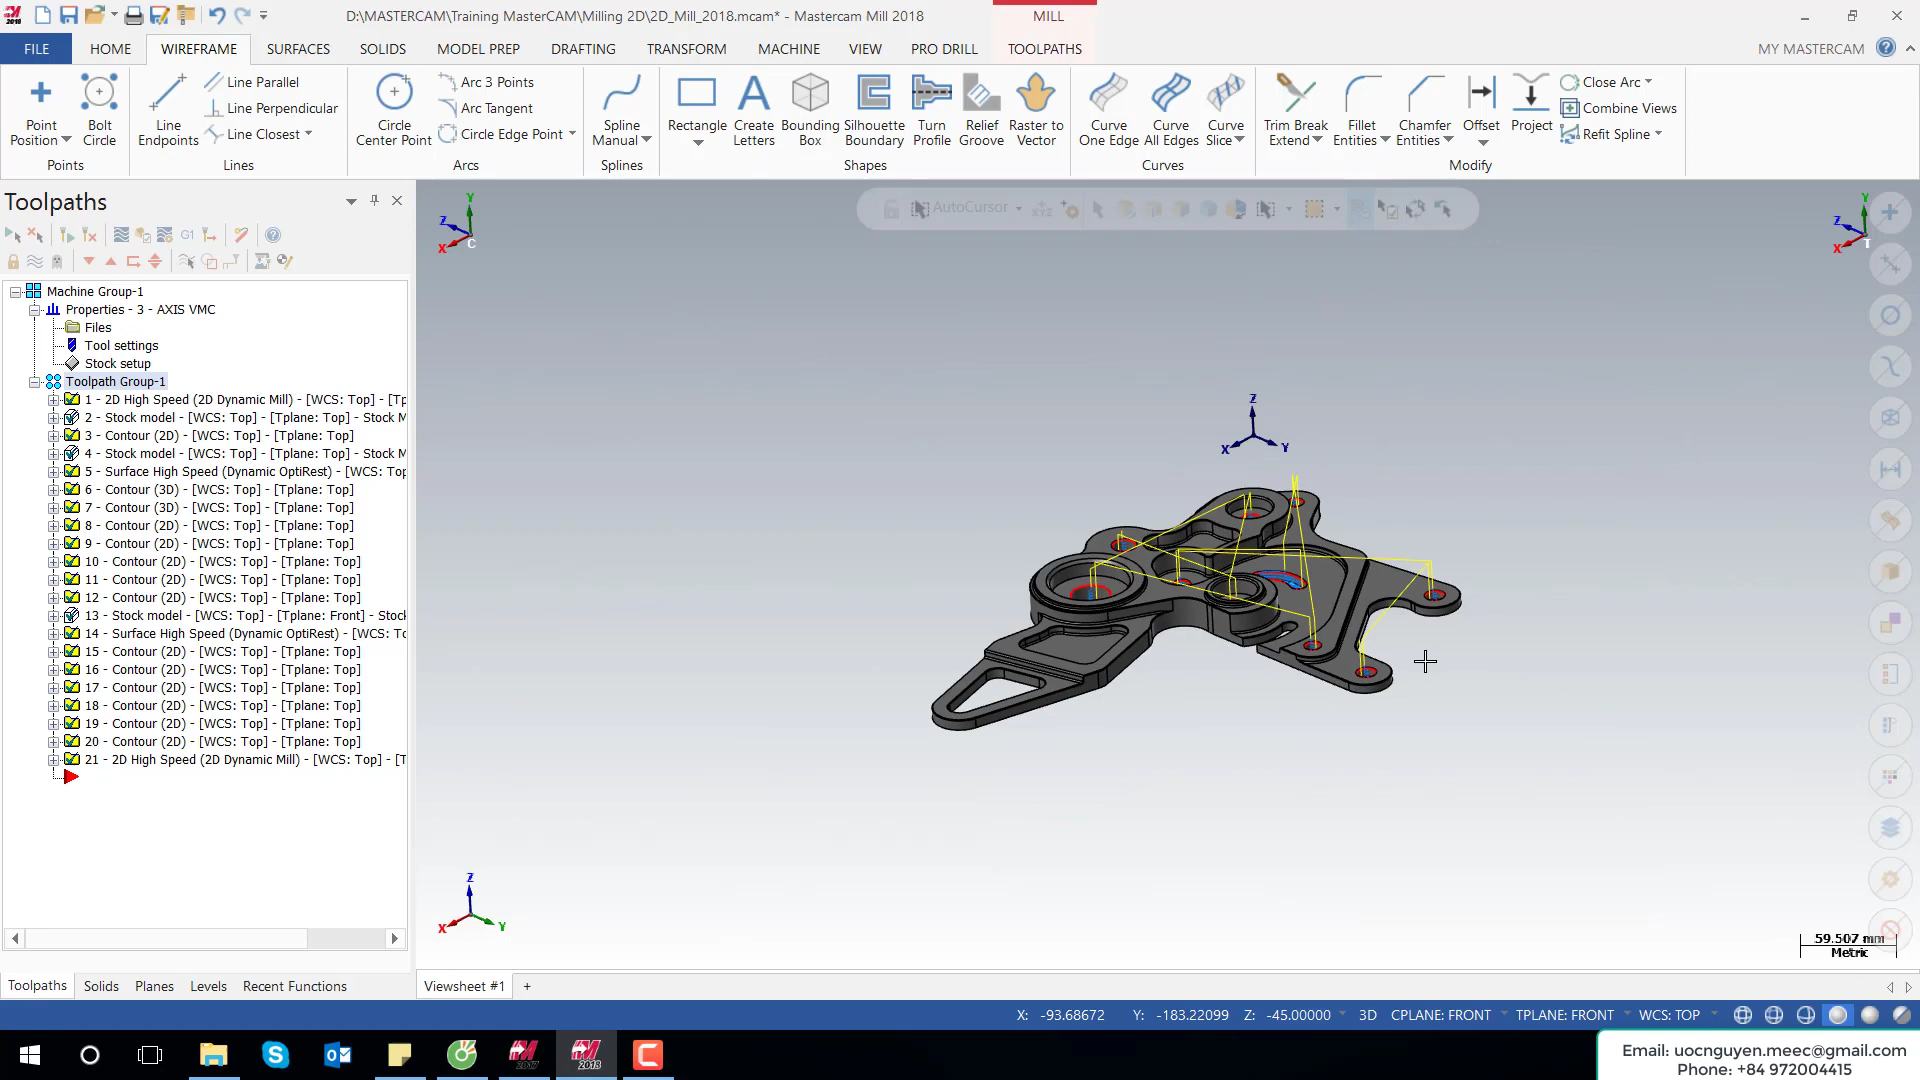 D:\MASTERCAM\Training MasterCAM\Milling 2D\2D_Mill_2018.mcam* - Mastercam Mill 2018
MILL
FILE
HOME
WIREFRAME
SURFACES
SOLIDS
MODEL PREP
DRAFTING
TRANSFORM
MACHINE
VIEW
PRO DRILL
TOOLPATHS
MY MASTERCAM
Point
Position
Bolt
Circle
Points
Line
Endpoints
Line Parallel
Line Perpendicular
Line Closest
Lines
Circle
Center Point
Arc 3 Points
Arc Tangent
Circle Edge Point
Arcs
Spline
Manual
Splines
Rectangle
Create
Letters
Bounding
Box
Silhouette
Boundary
Turn
Profile
Relief
Groove
Raster to
Vector
Shapes
Curve
One Edge
Curve
All Edges
Curve
Slice
Curves
Trim Break
Extend
Fillet
Entities
Chamfer
Entities
Offset
Project
Close Arc
Combine Views
Refit Spline
Modify
Toolpaths
G1
Machine Group-1
Properties - 3 - AXIS VMC
Files
Tool settings
Stock setup
Toolpath Group-1
1 - 2D High Speed (2D Dynamic Mill) - [WCS: Top] - [Tp
2 - Stock model - [WCS: Top] - [Tplane: Top] - Stock M
3 - Contour (2D) - [WCS: Top] - [Tplane: Top]
4 - Stock model - [WCS: Top] - [Tplane: Top] - Stock M
5 - Surface High Speed (Dynamic OptiRest) - [WCS: Top
6 - Contour (3D) - [WCS: Top] - [Tplane: Top]
7 - Contour (3D) - [WCS: Top] - [Tplane: Top]
8 - Contour (2D) - [WCS: Top] - [Tplane: Top]
9 - Contour (2D) - [WCS: Top] - [Tplane: Top]
10 - Contour (2D) - [WCS: Top] - [Tplane: Top]
11 - Contour (2D) - [WCS: Top] - [Tplane: Top]
12 - Contour (2D) - [WCS: Top] - [Tplane: Top]
13 - Stock model - [WCS: Top] - [Tplane: Front] - Stock
14 - Surface High Speed (Dynamic OptiRest) - [WCS: To
15 - Contour (2D) - [WCS: Top] - [Tplane: Top]
16 - Contour (2D) - [WCS: Top] - [Tplane: Top]
17 - Contour (2D) - [WCS: Top] - [Tplane: Top]
18 - Contour (2D) - [WCS: Top] - [Tplane: Top]
19 - Contour (2D) - [WCS: Top] - [Tplane: Top]
20 - Contour (2D) - [WCS: Top] - [Tplane: Top]
21 - 2D High Speed (2D Dynamic Mill) - [WCS: Top] - [T
Y
Z
X
C
AutoCursor
XYZ
Y
Z
X
T
Z
X
Y
Z
X
Y
59.507 mm
Metric
Toolpaths
Solids
Planes
Levels
Recent Functions
Viewsheet #1
+
X: -93.68672
Y: -183.22099
Z: -45.00000
3D
CPLANE: FRONT
TPLANE: FRONT
WCS: TOP
2017
2018
Email: uocnguyen.meec@gmail.com
Phone: +84 972004415